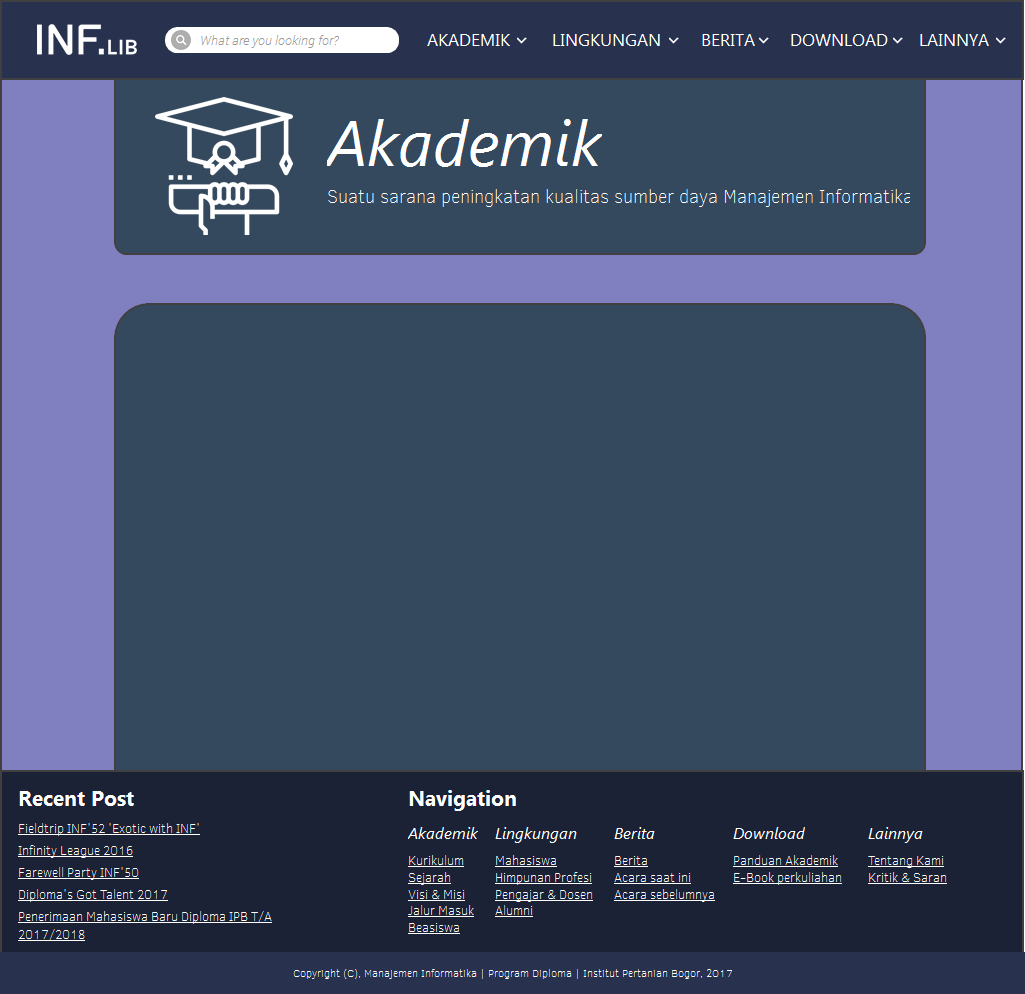 INF.LIB
What are you looking for?
AKADEMIK
LINGKUNGAN
BERITA
DOWNLOAD
LAINNYA
Akademik
Suatu sarana peningkatan kualitas sumber daya Manajemen Informatika
Recent Post
Fieldtrip INF'52 'Exotic with INF'
Infinity League 2016
Farewell Party INF'50
Diploma's Got Talent 2017
Penerimaan Mahasiswa Baru Diploma IPB T/A
2017/2018
Navigation
Akademik
Kurikulum
Sejarah
Visi & Misi
Jalur Masuk
Beasiswa
Lingkungan
Mahasiswa
Himpunan Profesi
Pengajar & Dosen
Alumni
Berita
Berita
Acara saat ini
Acara sebelumnya
Download
Panduan Akademik
E-Book perkuliahan
Lainnya
Tentang Kami
Kritik & Saran
Copyright (C), Manajemen Informatika | Program Diploma | Institut Pertanian Bogor, 2017